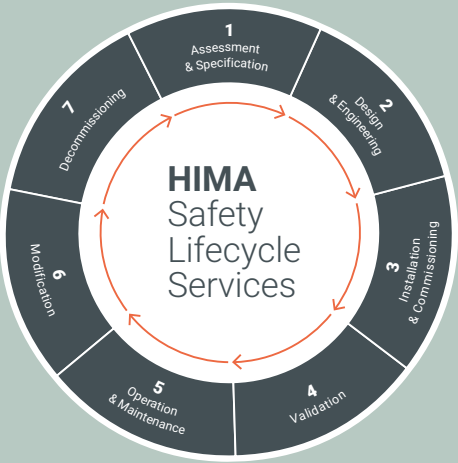 HIMA
Safety
Lifecycle
Services
1
Assessment
& Specification
2
Design
& Engineering
3
Installation
& Commissioning
4
Validation
5
Operation
& Maintenance
6
Modification
7
Decommissioning